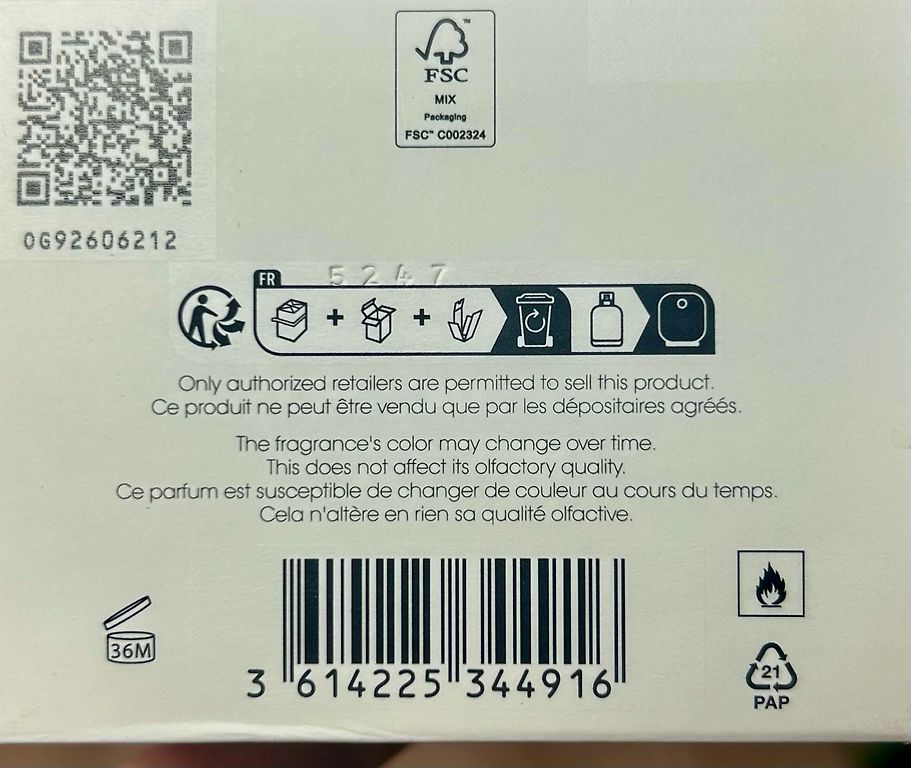 FSC™
MIX
Packaging
FSC™ C002324
0G92606212
5247
FR
Only authorized retailers are permitted to sell this product.
Ce produit ne peut être vendu que par les dépositaires agréés.
The fragrance's color may change over time.
This does not affect its olfactory quality.
Ce parfum est susceptible de changer de couleur au cours du temps.
Cela n'altère en rien sa qualité olfactive.
36M
3 614225 344916
21
PAP